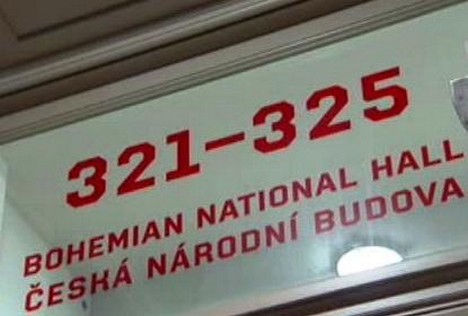 321–325
BOHEMIAN NATIONAL HALL
ČESKÁ NÁRODNÍ BUDOVA